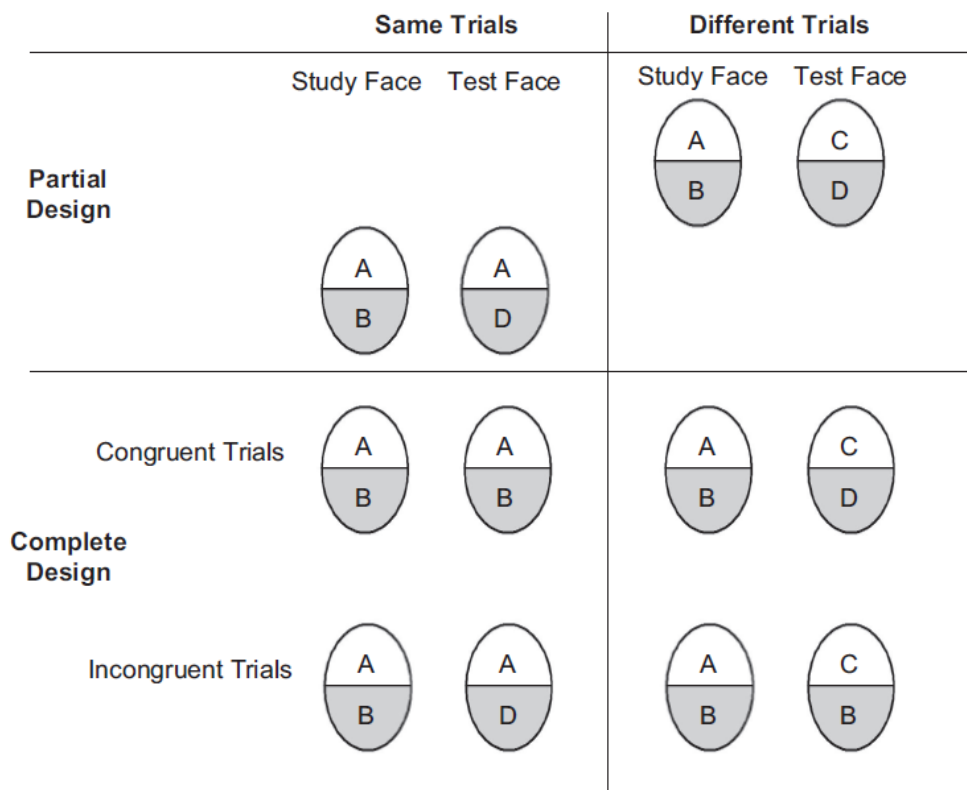 Same Trials
Different Trials
Study Face Test Face
Study Face Test Face
Partial
Design
A
C
B
D
A
A
B
D
Congruent Trials
A
A
A
C
B
B
B
D
Complete
Design
Incongruent Trials
A
A
A
C
B
D
B
B